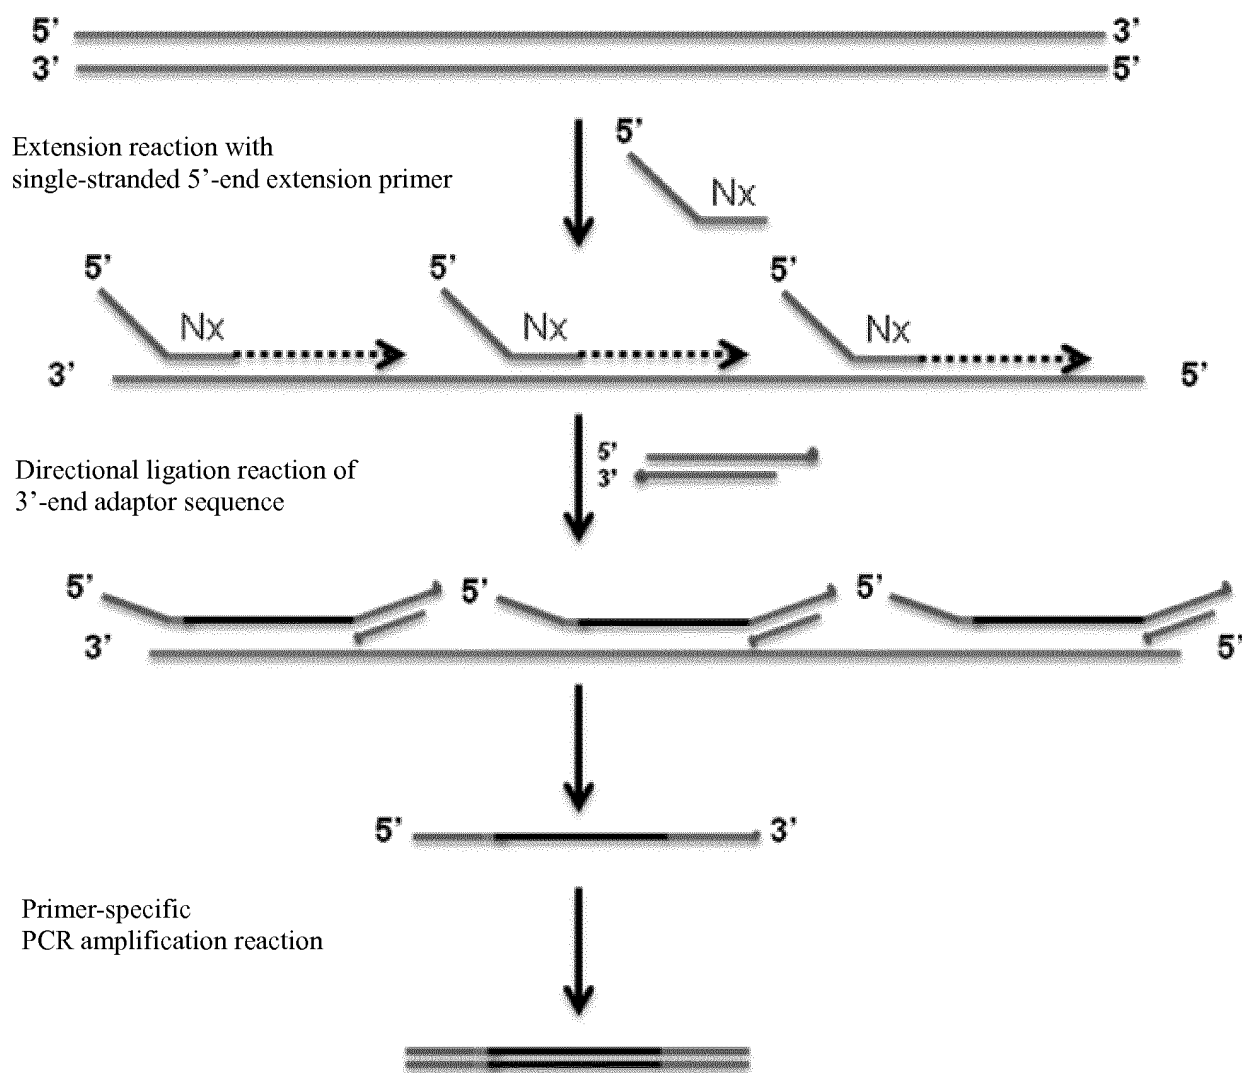 5’ 3’
3’ 5’
5’
Extension reaction with
single-stranded 5’-end extension primer
Nx
5’ 5’ 5’
Nx Nx Nx
3’ 5’
Directional ligation reaction of
3’-end adaptor sequence
5’
3’
5’ 5’ 5’
3’ 5’
5’ 3’
Primer-specific
PCR amplification reaction